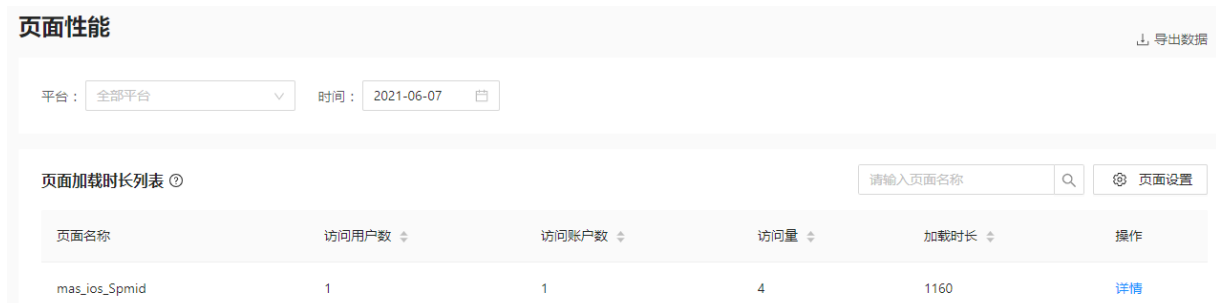 页面性能
导出数据
平台： 全部平台 时间： 2021-06-07
页面加载时长列表 请输入页面名称 页面设置
页面名称 访问用户数 访问账户数 访问量 加载时长 操作
mas_ios_Spmid 1 1 4 1160 详情